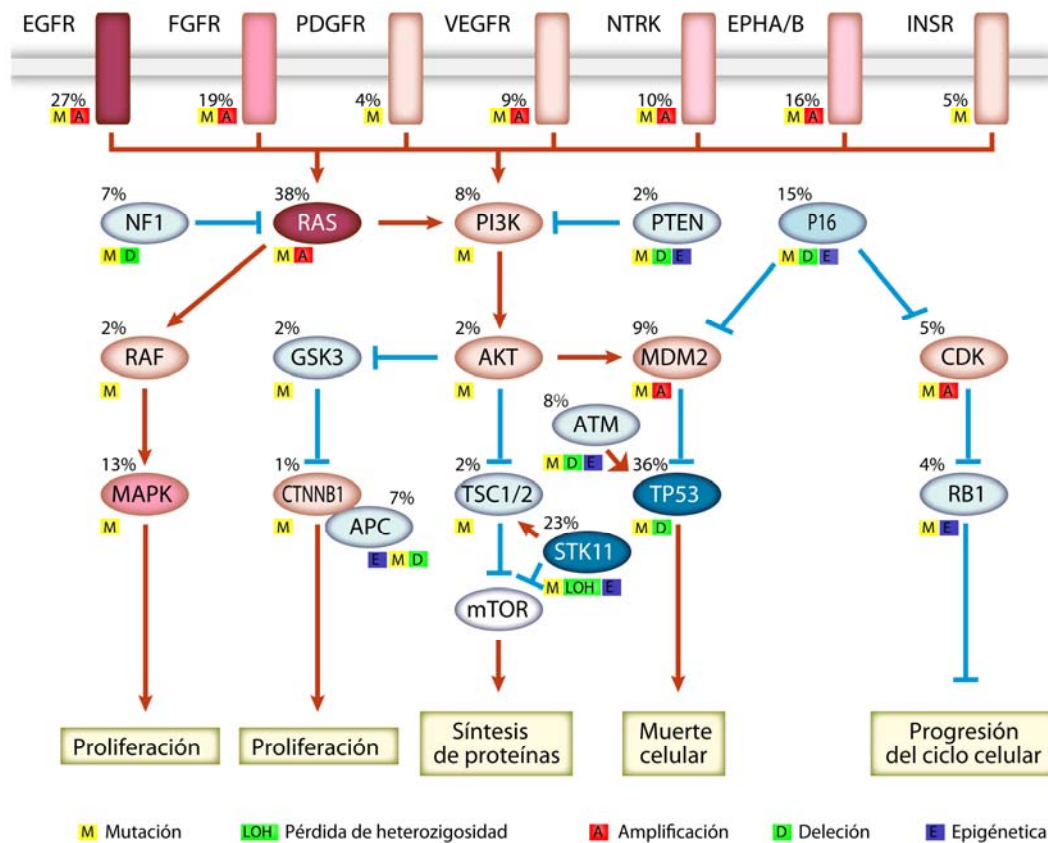 EGFR FGFR PDGFR VEGFR NTRK EPHA/B INSR
27% 19% 4% 9% 10% 16% 5%
M A M A M M A M A M A M
7% 38% 8% 2% 15%
NF1 RAS PI3K PTEN P16
M D M A M M D E M D E
2% 2% 2% 9% 5%
RAF GSK3 AKT MDM2 CDK
M M M M A M A
8%
ATM
M D E
13% 1% 2% 36% 4%
MAPK CTNNB1 TSC1/2 TP53 RB1
7%
APC
M M M M D M E
E M D
23%
STK11
M LOH E
mTOR
Proliferación
Proliferación
Síntesis
de proteínas
Muerte
celular
Progresión
del ciclo celular
M Mutación LOH Pérdida de heterozigosidad A Amplificación D Deleción E Epigénetica